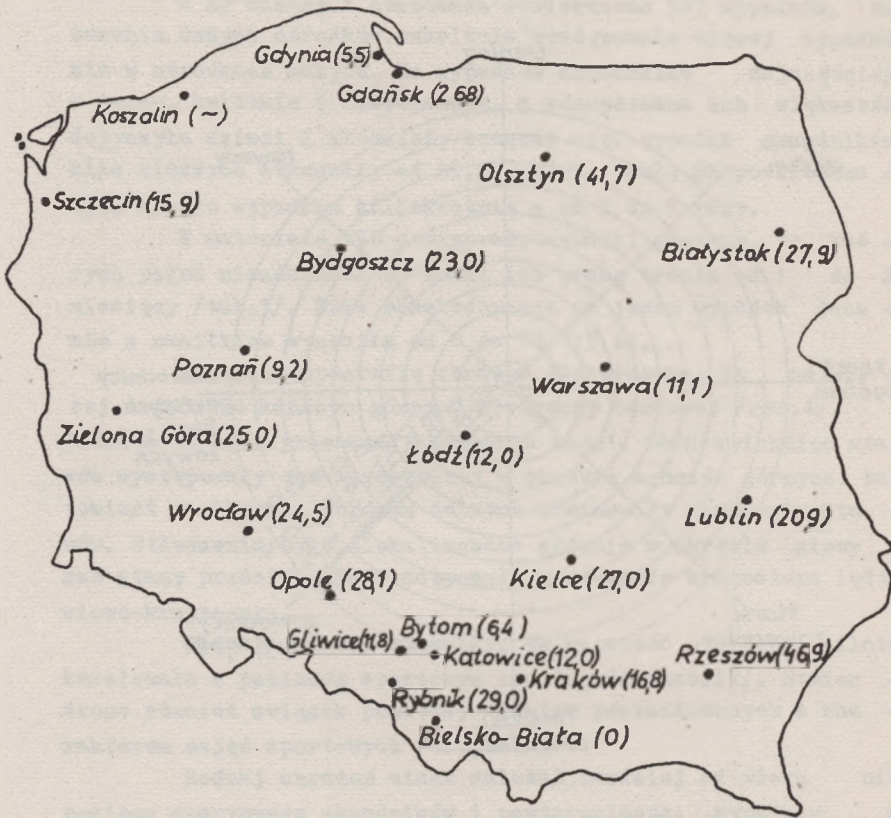 Gdynia (5,5)
Gdańsk (2,68)
Koszalin (~)
Olsztyn (41,7)
Szczecin (15,9)
Białystok (27,9)
Bydgoszcz (23,0)
Poznań (9,2)
Warszawa (11,1)
Zielona Góra (25,0)
Łódź (12,0)
Wrocław (24,5)
Lublin (20,9)
Opole (28,1)
Kielce (27,0)
Bytom (6,4)
Gliwice (11,8)
Katowice (12,0)
Rzeszów (46,9)
Kraków (16,8)
Rybnik (29,0)
Bielsko-Biała (0)